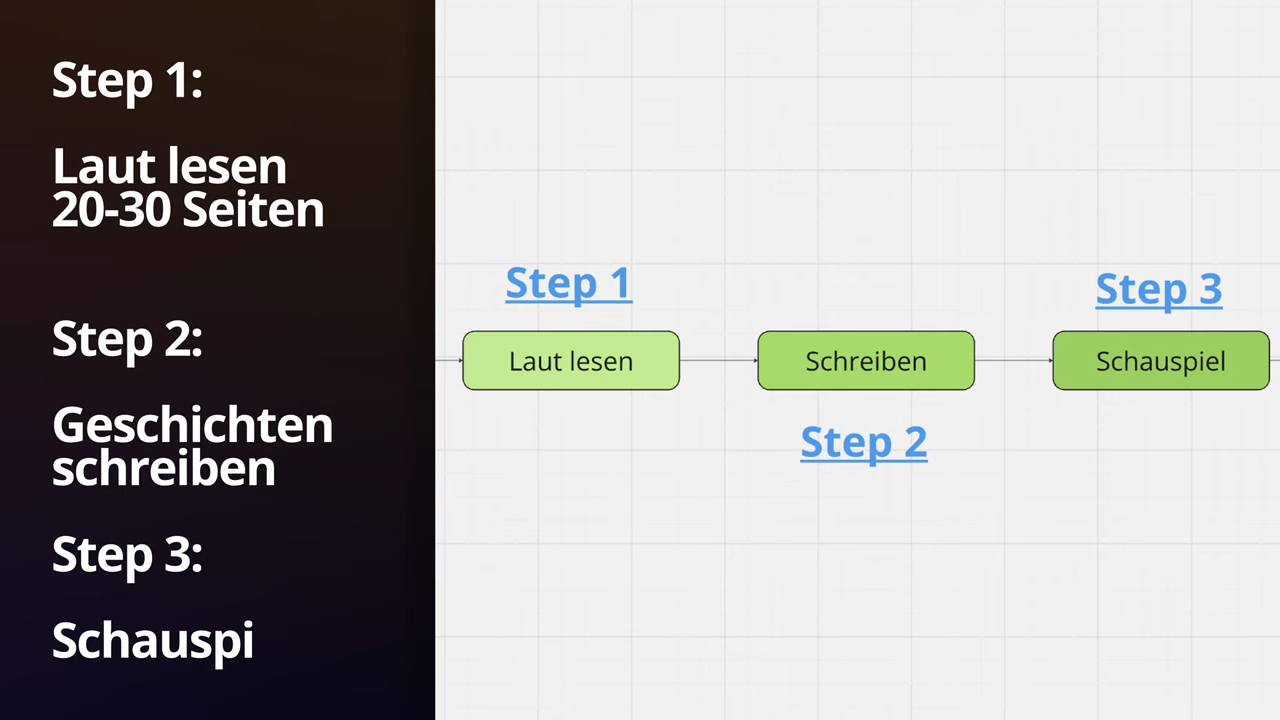 Step 1:
Laut lesen
20-30 Seiten
Step 2:
Geschichten
schreiben
Step 3:
Schauspi
Step 1
Laut lesen
Schreiben
Step 2
Step 3
Schauspiel